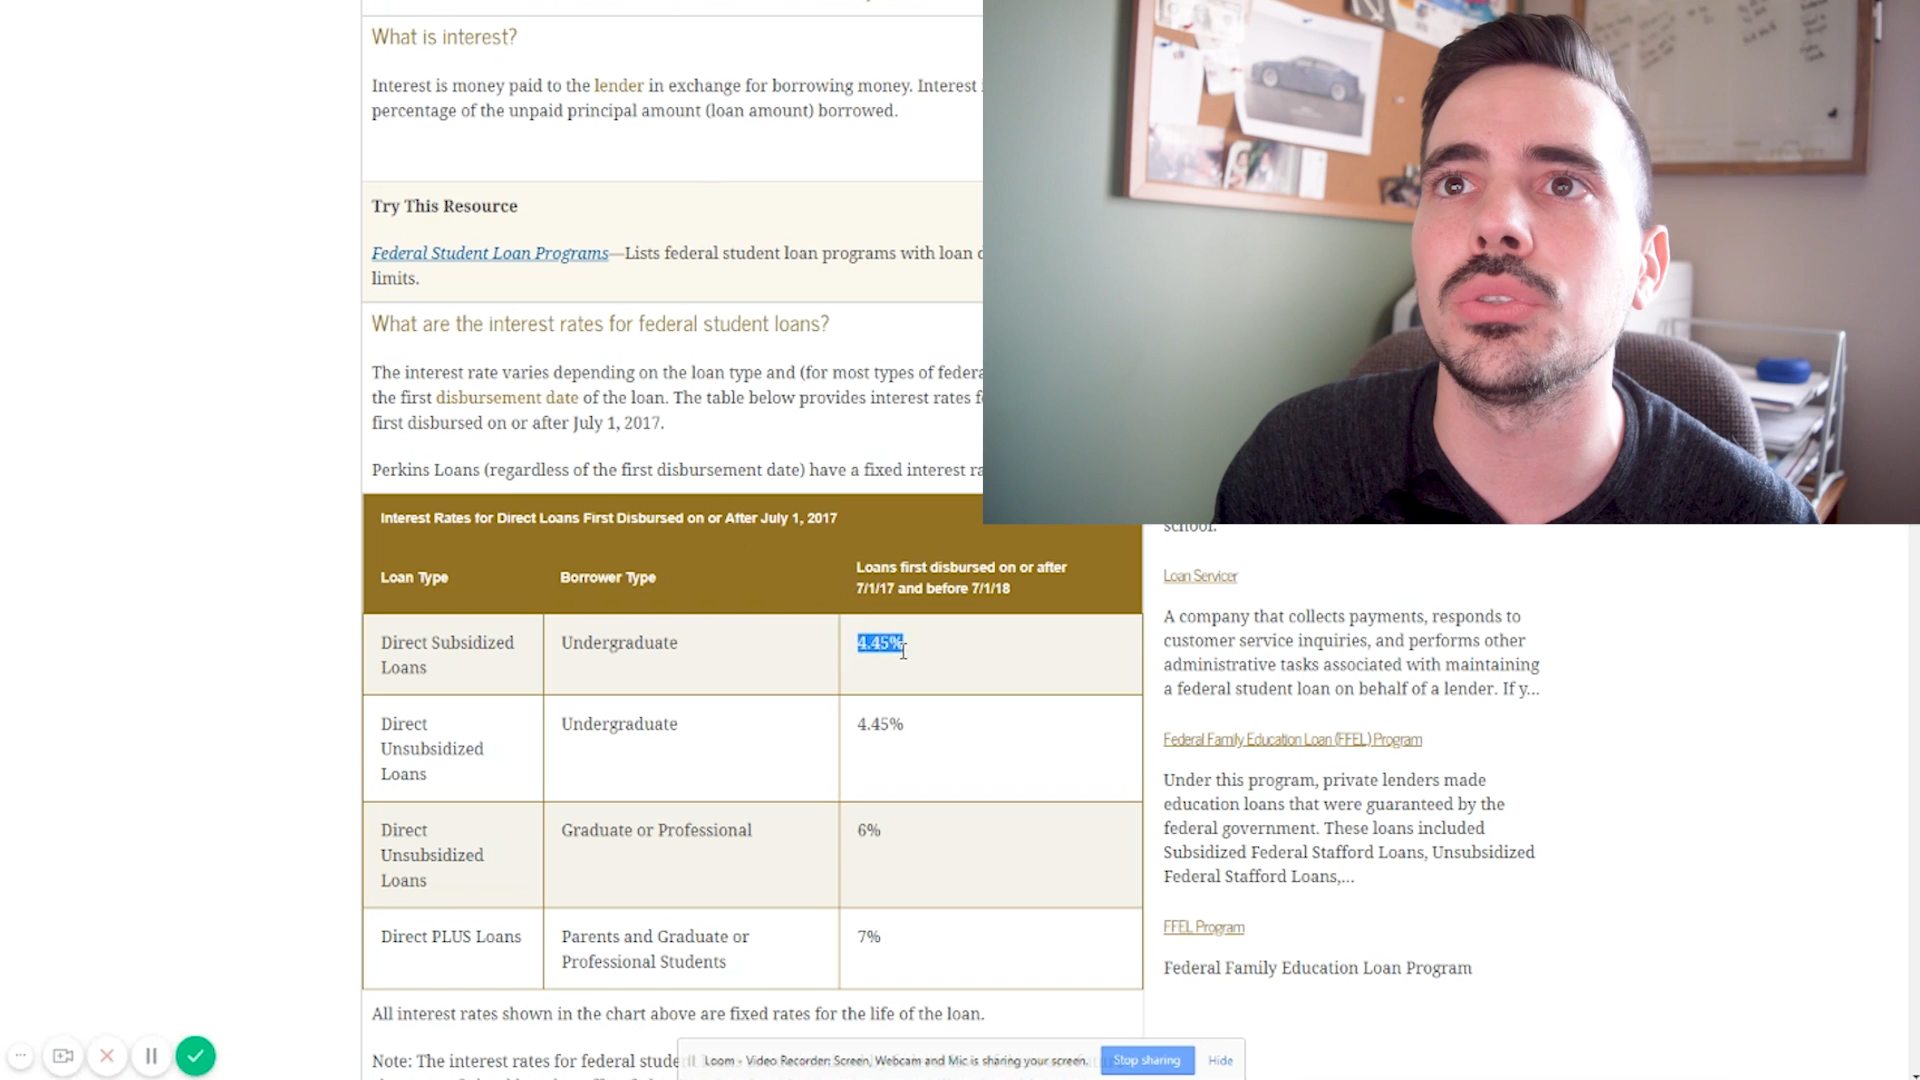 What is interest?
Interest is money paid to the lender in exchange for borrowing money. Interest
percentage of the unpaid principal amount (loan amount) borrowed.
Try This Resource
Federal Student Loan Programs—Lists federal student loan programs with loan
limits.
What are the interest rates for federal student loans?
The interest rate varies depending on the loan type and (for most types of
the first disbursement date of the loan. The table below provides interest rates
first disbursed on or after July 1, 2017.
Perkins Loans (regardless of the first disbursement date) have a fixed interest
Interest Rates for Direct Loans First Disbursed on or After July 1, 2017
Loan Type
Borrower Type
Loans first disbursed on or after
7/1/17 and before 7/1/18
Direct Subsidized
Loans
Undergraduate
4.45%
Direct
Unsubsidized
Loans
Undergraduate
4.45%
Direct
Unsubsidized
Loans
Graduate or Professional
6%
Direct PLUS Loans
Parents and Graduate or
Professional Students
7%
All interest rates shown in the chart above are fixed rates for the life of the loan.
Note: The interest rates for federal
school.
Loan Servicer
A company that collects payments, responds to
customer service inquiries, and performs other
administrative tasks associated with maintaining
a federal student loan on behalf of a lender. If y...
Federal Family Education Loan (FFEL) Program
Under this program, private lenders made
education loans that were guaranteed by the
federal government. These loans included
Subsidized Federal Stafford Loans, Unsubsidized
Federal Stafford Loans,...
FFEL Program
Federal Family Education Loan Program
Loom - Video Recorder: Screen, Webcam and Mic is sharing your screen.
Stop sharing
Hide